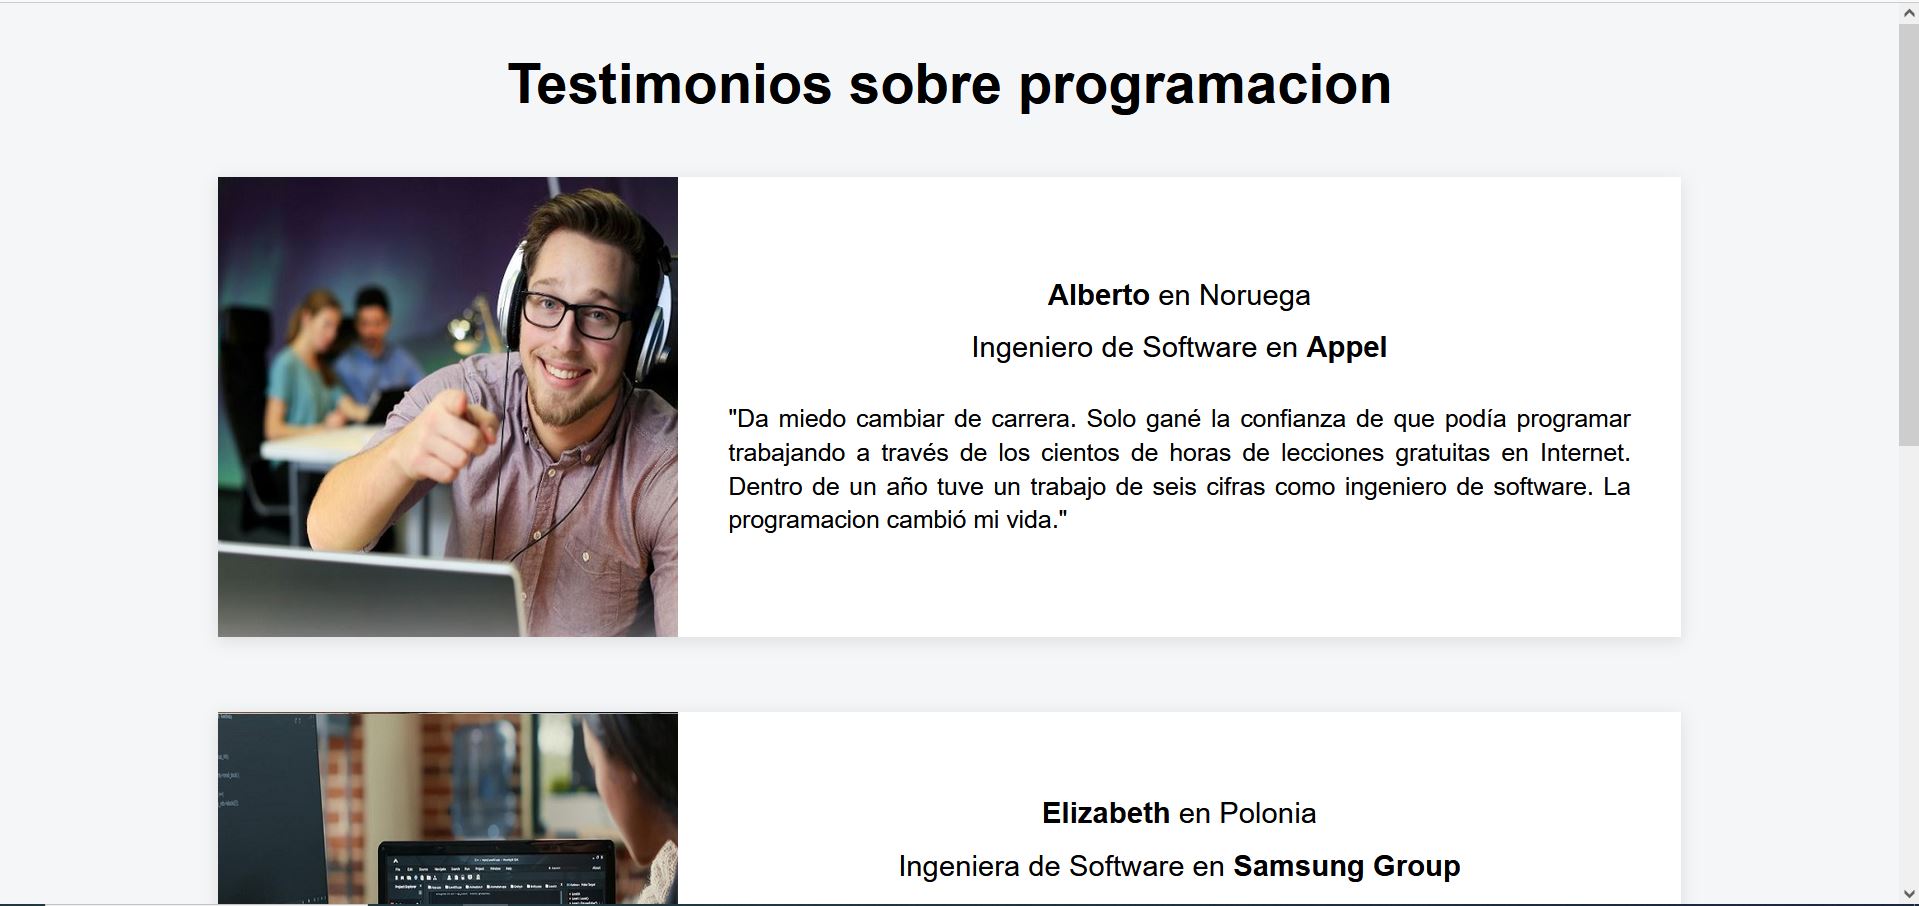 Testimonios sobre programacion
Alberto en Noruega
Ingeniero de Software en Appel
"Da miedo cambiar de carrera. Solo gané la confianza de que podía programar
trabajando a través de los cientos de horas de lecciones gratuitas en Internet.
Dentro de un año tuve un trabajo de seis cifras como ingeniero de software. La
programacion cambió mi vida."
Elizabeth en Polonia
Ingeniera de Software en Samsung Group